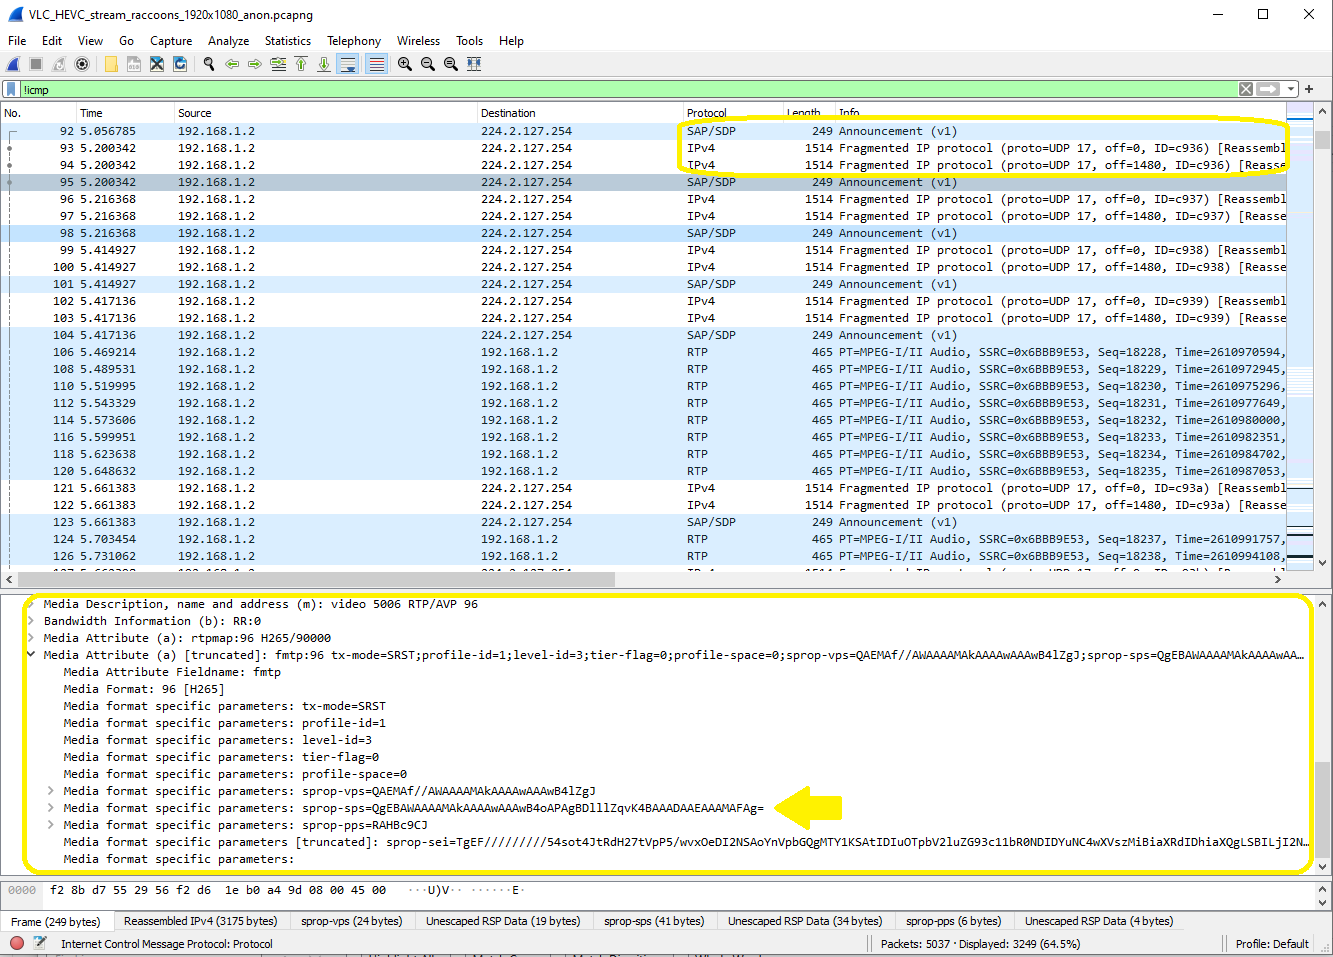 VLC_HEVC_stream_raccoons_1920x1080_anon.pcapng
File Edit View Go Capture Analyze Statistics Telephony Wireless Tools Help
!icmp
No. Time Source Destination Protocol Length Info
92 5.056785 192.168.1.2 224.2.127.254 SAP/SDP 249 Announcement (v1)
93 5.200342 192.168.1.2 224.2.127.254 IPv4 1514 Fragmented IP protocol (proto=UDP 17, off=0, ID=c936) [Reassembl
94 5.200342 192.168.1.2 224.2.127.254 IPv4 1514 Fragmented IP protocol (proto=UDP 17, off=1480, ID=c936) [Reasse
95 5.200342 192.168.1.2 224.2.127.254 SAP/SDP 249 Announcement (v1)
96 5.216368 192.168.1.2 224.2.127.254 IPv4 1514 Fragmented IP protocol (proto=UDP 17, off=0, ID=c937) [Reassembl
97 5.216368 192.168.1.2 224.2.127.254 IPv4 1514 Fragmented IP protocol (proto=UDP 17, off=1480, ID=c937) [Reasse
98 5.216368 192.168.1.2 224.2.127.254 SAP/SDP 249 Announcement (v1)
99 5.414927 192.168.1.2 224.2.127.254 IPv4 1514 Fragmented IP protocol (proto=UDP 17, off=0, ID=c938) [Reassembl
100 5.414927 192.168.1.2 224.2.127.254 IPv4 1514 Fragmented IP protocol (proto=UDP 17, off=1480, ID=c938) [Reasse
101 5.414927 192.168.1.2 224.2.127.254 SAP/SDP 249 Announcement (v1)
102 5.417136 192.168.1.2 224.2.127.254 IPv4 1514 Fragmented IP protocol (proto=UDP 17, off=0, ID=c939) [Reassembl
103 5.417136 192.168.1.2 224.2.127.254 IPv4 1514 Fragmented IP protocol (proto=UDP 17, off=1480, ID=c939) [Reasse
104 5.417136 192.168.1.2 224.2.127.254 SAP/SDP 249 Announcement (v1)
106 5.469214 224.2.127.254 192.168.1.2 RTP 465 PT=MPEG-I/II Audio, SSRC=0x6BBB9E53, Seq=18228, Time=2610970594,
108 5.489531 224.2.127.254 192.168.1.2 RTP 465 PT=MPEG-I/II Audio, SSRC=0x6BBB9E53, Seq=18229, Time=2610972945,
110 5.519995 224.2.127.254 192.168.1.2 RTP 465 PT=MPEG-I/II Audio, SSRC=0x6BBB9E53, Seq=18230, Time=2610975296,
112 5.543329 224.2.127.254 192.168.1.2 RTP 465 PT=MPEG-I/II Audio, SSRC=0x6BBB9E53, Seq=18231, Time=2610977649,
114 5.573606 192.168.1.2 192.168.1.2 RTP 465 PT=MPEG-I/II Audio, SSRC=0x6BBB9E53, Seq=18232, Time=2610980000,
116 5.599951 192.168.1.2 192.168.1.2 RTP 465 PT=MPEG-I/II Audio, SSRC=0x6BBB9E53, Seq=18233, Time=2610982351,
118 5.623638 192.168.1.2 192.168.1.2 RTP 465 PT=MPEG-I/II Audio, SSRC=0x6BBB9E53, Seq=18234, Time=2610984702,
120 5.648632 192.168.1.2 192.168.1.2 RTP 465 PT=MPEG-I/II Audio, SSRC=0x6BBB9E53, Seq=18235, Time=2610987053,
121 5.661383 192.168.1.2 224.2.127.254 IPv4 1514 Fragmented IP protocol (proto=UDP 17, off=0, ID=c93a) [Reassembl
122 5.661383 192.168.1.2 224.2.127.254 IPv4 1514 Fragmented IP protocol (proto=UDP 17, off=1480, ID=c93a) [Reasse
123 5.661383 192.168.1.2 224.2.127.254 SAP/SDP 249 Announcement (v1)
124 5.703454 192.168.1.2 192.168.1.2 RTP 465 PT=MPEG-I/II Audio, SSRC=0x6BBB9E53, Seq=18237, Time=2610991757,
126 5.731062 192.168.1.2 192.168.1.2 RTP 465 PT=MPEG-I/II Audio, SSRC=0x6BBB9E53, Seq=18238, Time=2610994108,
Media Description, name and address (m): video 5006 RTP/AVP 96
Bandwidth Information (b): RR:0
Media Attribute (a): rtpmap:96 H265/90000
Media Attribute (a) [truncated]: fmtp:96 tx-mode=SRST;profile-id=1;level-id=3;tier-flag=0;profile-space=0;sprop-vps=QAEMAf//AWAAAAMAkAAAAwAAAwB4lZgJ;sprop-sps=QgEBAWAAAAMAkAAAAwAA…
Media Attribute Fieldname: fmtp
Media Format: 96 [H265]
Media format specific parameters: tx-mode=SRST
Media format specific parameters: profile-id=1
Media format specific parameters: level-id=3
Media format specific parameters: tier-flag=0
Media format specific parameters: profile-space=0
Media format specific parameters: sprop-vps=QAEMAf//AWAAAAMAkAAAAwAAAwB4lZgJ
Media format specific parameters: sprop-sps=QgEBAWAAAAMAkAAAAwAAAwB4oAPAgBDlllZqvK4BAAADAAEAAAMAFAg=
Media format specific parameters: sprop-pps=RAHBc9CJ
Media format specific parameters [truncated]: sprop-sei=TgEF//////////54sot4JtRdH27tVpP5/wvxOeDI2NSAoYnVpbGQgMTY1KSAtIDIuOTpbV2luZG93c11bR0NDIDYuNC4wXVszMiBiaXRdIDhiaXQgLSBILjI2N…
Media format specific parameters:
0000 f2 8b d7 55 29 56 f2 d6 1e b0 a4 9d 08 00 45 00 ···U)V·· ······E·
Frame (249 bytes) Reassembled IPv4 (3175 bytes) sprop-vps (24 bytes) Unescaped RSP Data (19 bytes) sprop-sps (41 bytes) Unescaped RSP Data (34 bytes) sprop-pps (6 bytes) Unescaped RSP Data (4 bytes)
Internet Control Message Protocol: Protocol Packets: 5037 · Displayed: 3249 (64.5%) Profile: Default